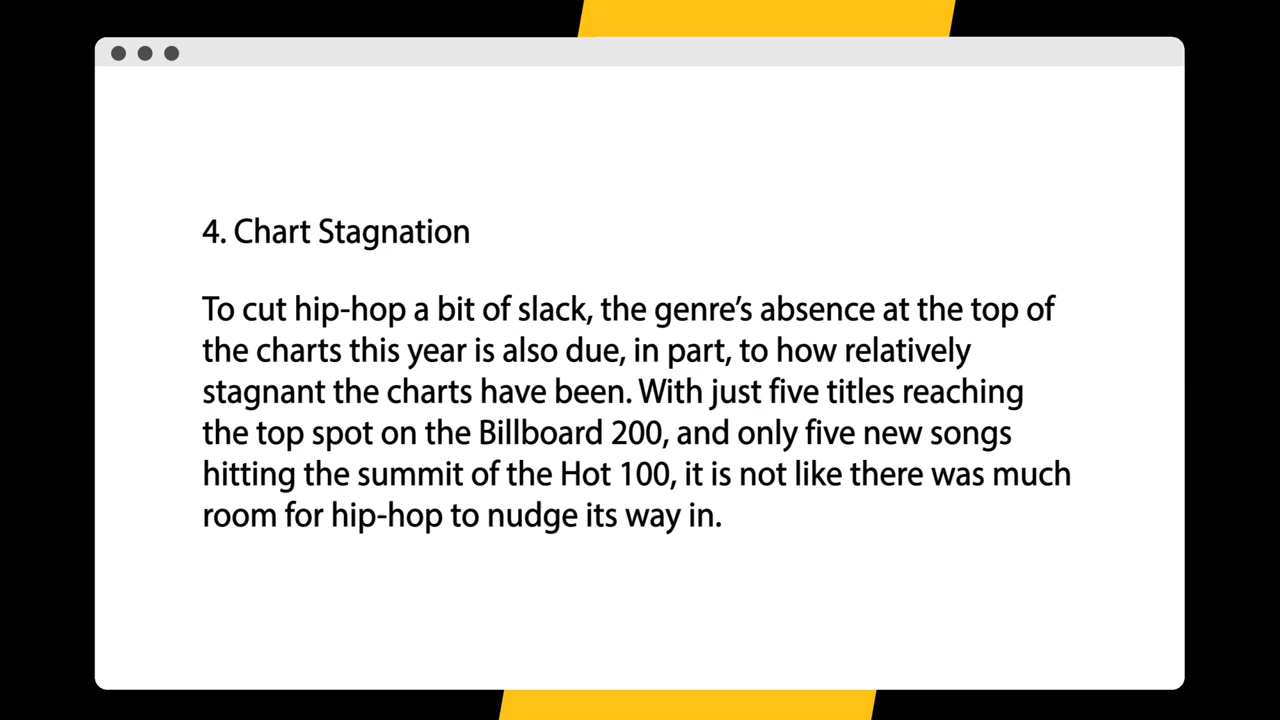 4. Chart Stagnation
To cut hip-hop a bit of slack, the genre’s absence at the top of
the charts this year is also due, in part, to how relatively
stagnant the charts have been. With just five titles reaching
the top spot on the Billboard 200, and only five new songs
hitting the summit of the Hot 100, it is not like there was much
room for hip-hop to nudge its way in.